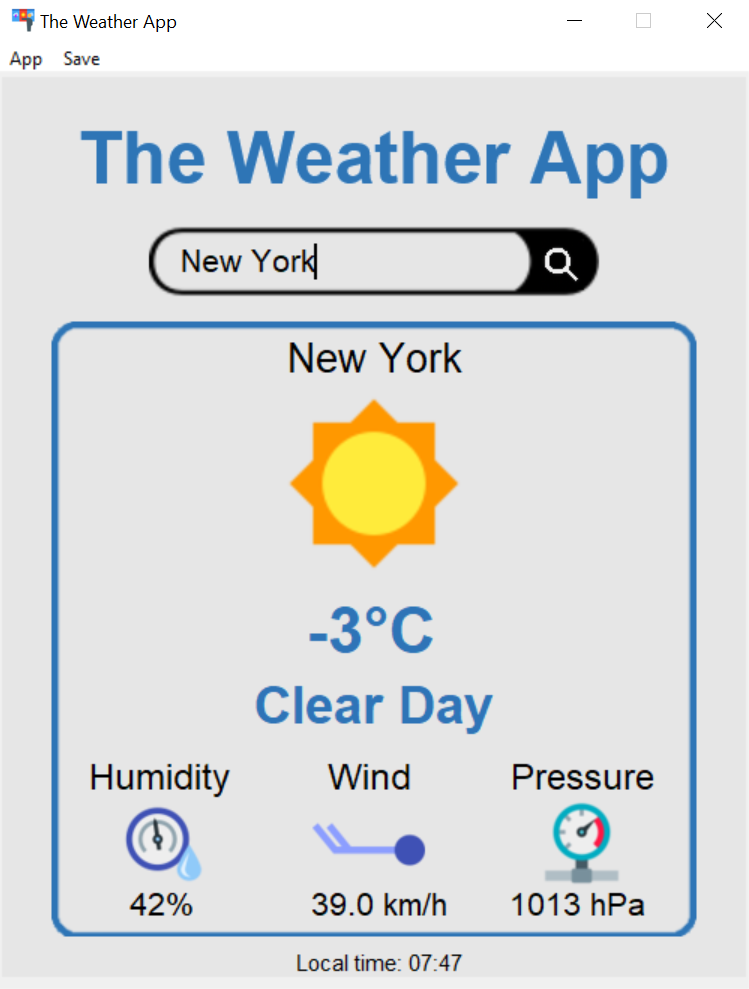 The Weather App
App Save
The Weather App
New York
New York
-3°C
Clear Day
Humidity Wind Pressure
42% 39.0 km/h 1013 hPa
Local time: 07:47